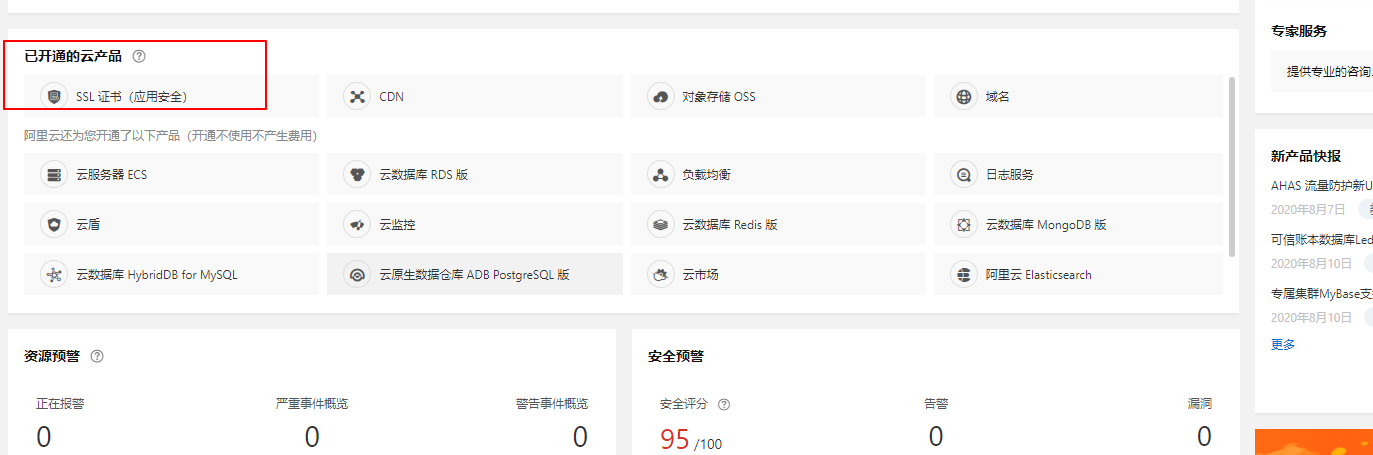 已开通的云产品
SSL 证书（应用安全）
CDN
对象存储 OSS
域名
阿里云还为您开通了以下产品（开通不使用不产生费用）
云服务器 ECS
云数据库 RDS 版
负载均衡
日志服务
云盾
云监控
云数据库 Redis 版
云数据库 MongoDB 版
云数据库 HybridDB for MySQL
云原生数据仓库 ADB PostgreSQL 版
云市场
阿里云 Elasticsearch
资源预警
正在报警
严重事件概览
警告事件概览
0
0
0
安全预警
安全评分
告警
漏洞
95 /100
0
0
专家服务
提供专业的咨询
新产品快报
AHAS 流量防护新U
2020年8月7日
可信账本数据库Led
2020年8月10日
专属集群MyBase支
2020年8月10日
更多